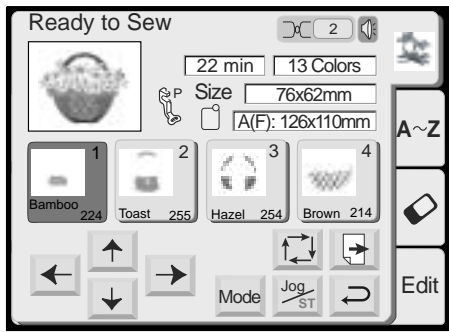 Ready to Sew
2
22 min
13 Colors
P
Size
76x62mm
A(F): 126x110mm
A~Z
1
Bamboo
224
2
Toast
255
3
Hazel
254
4
Brown
214
Mode
Jog
ST
Edit